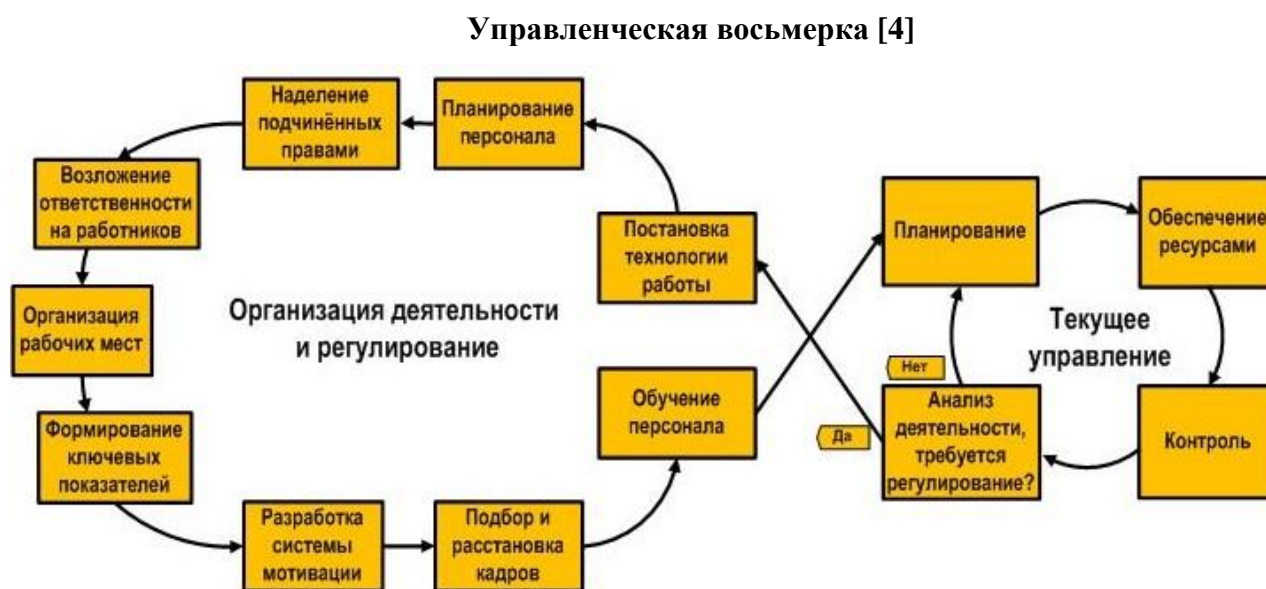 Управленческая восьмерка [4]
Наделение
подчинённых
правами
Планирование
персонала
Возложение
ответственности
на работников
Постановка
технологии
работы
Планирование
Обеспечение
ресурсами
Организация
рабочих мест
Организация деятельности
и регулирование
Текущее
управление
Нет
Обучение
персонала
Да
Анализ
деятельности,
требуется
регулирование?
Контроль
Формирование
ключевых
показателей
Разработка
системы
мотивации
Подбор и
расстановка
кадров